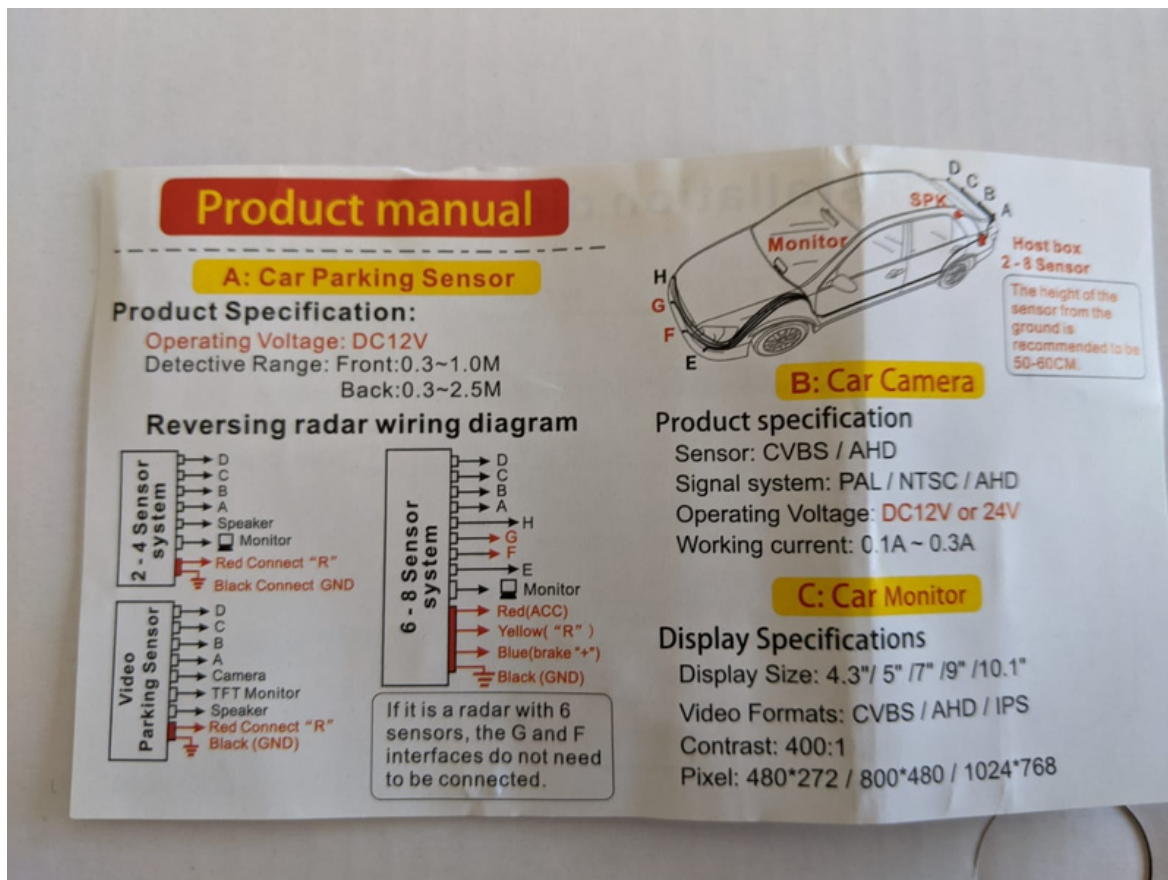 Product manual
A: Car Parking Sensor
Product Specification:
Operating Voltage: DC12V
Detective Range: Front:0.3~1.0M
Back:0.3~2.5M
Reversing radar wiring diagram
2 - 4 Sensor
system
D
C
B
A
Speaker
Monitor
Red Connect "R"
Black Connect GND
Video
Parking Sensor
D
C
B
A
Camera
TFT Monitor
Speaker
Red Connect "R"
Black (GND)
6 - 8 Sensor
system
D
C
B
A
H
G
F
E
Monitor
Red(ACC)
Yellow( "R" )
Blue(brake "+")
Black (GND)
If it is a radar with 6
sensors, the G and F
interfaces do not need
to be connected.
D
C
B
A
SPK
Monitor
H
G
F
E
Host box
2 - 8 Sensor
The height of the
sensor from the
ground is
recommended to be
50-60CM.
B: Car Camera
Product specification
Sensor: CVBS / AHD
Signal system: PAL / NTSC / AHD
Operating Voltage: DC12V or 24V
Working current: 0.1A ~ 0.3A
C: Car Monitor
Display Specifications
Display Size: 4.3"/ 5" /7" /9" /10.1"
Video Formats: CVBS / AHD / IPS
Contrast: 400:1
Pixel: 480*272 / 800*480 / 1024*768